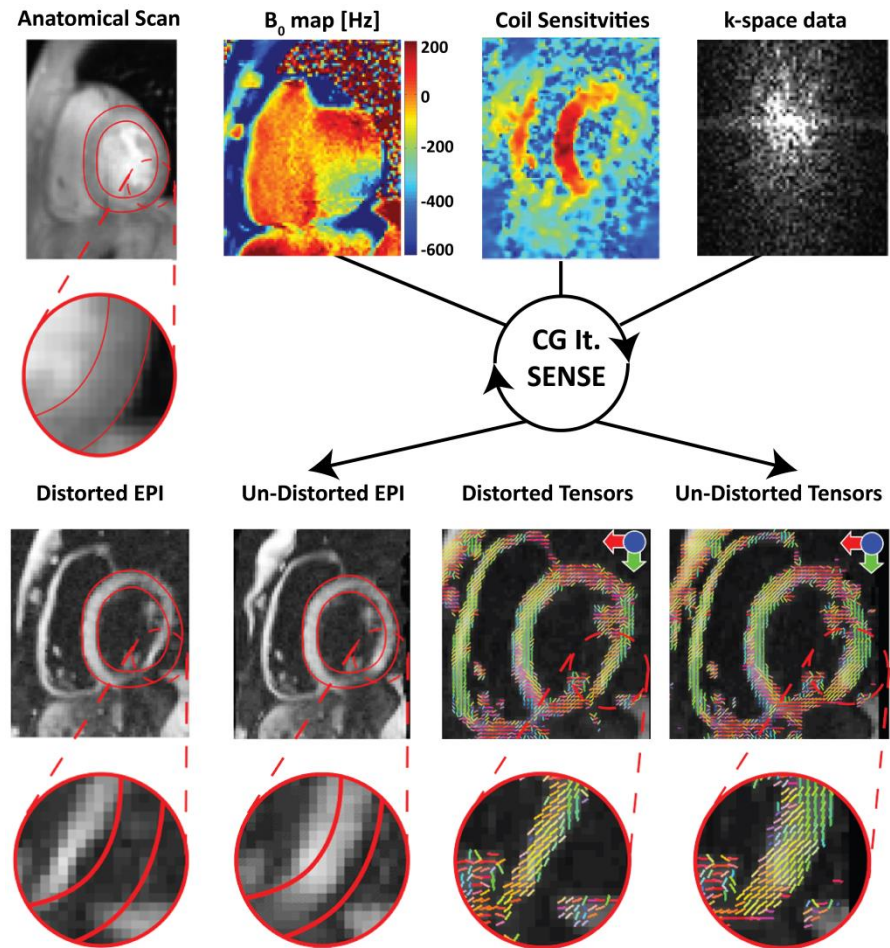 Anatomical Scan
B0 map [Hz]
Coil Sensitvities
k-space data
200
0
-200
-400
-600
CG It.
SENSE
Distorted EPI
Un-Distorted EPI
Distorted Tensors
Un-Distorted Tensors